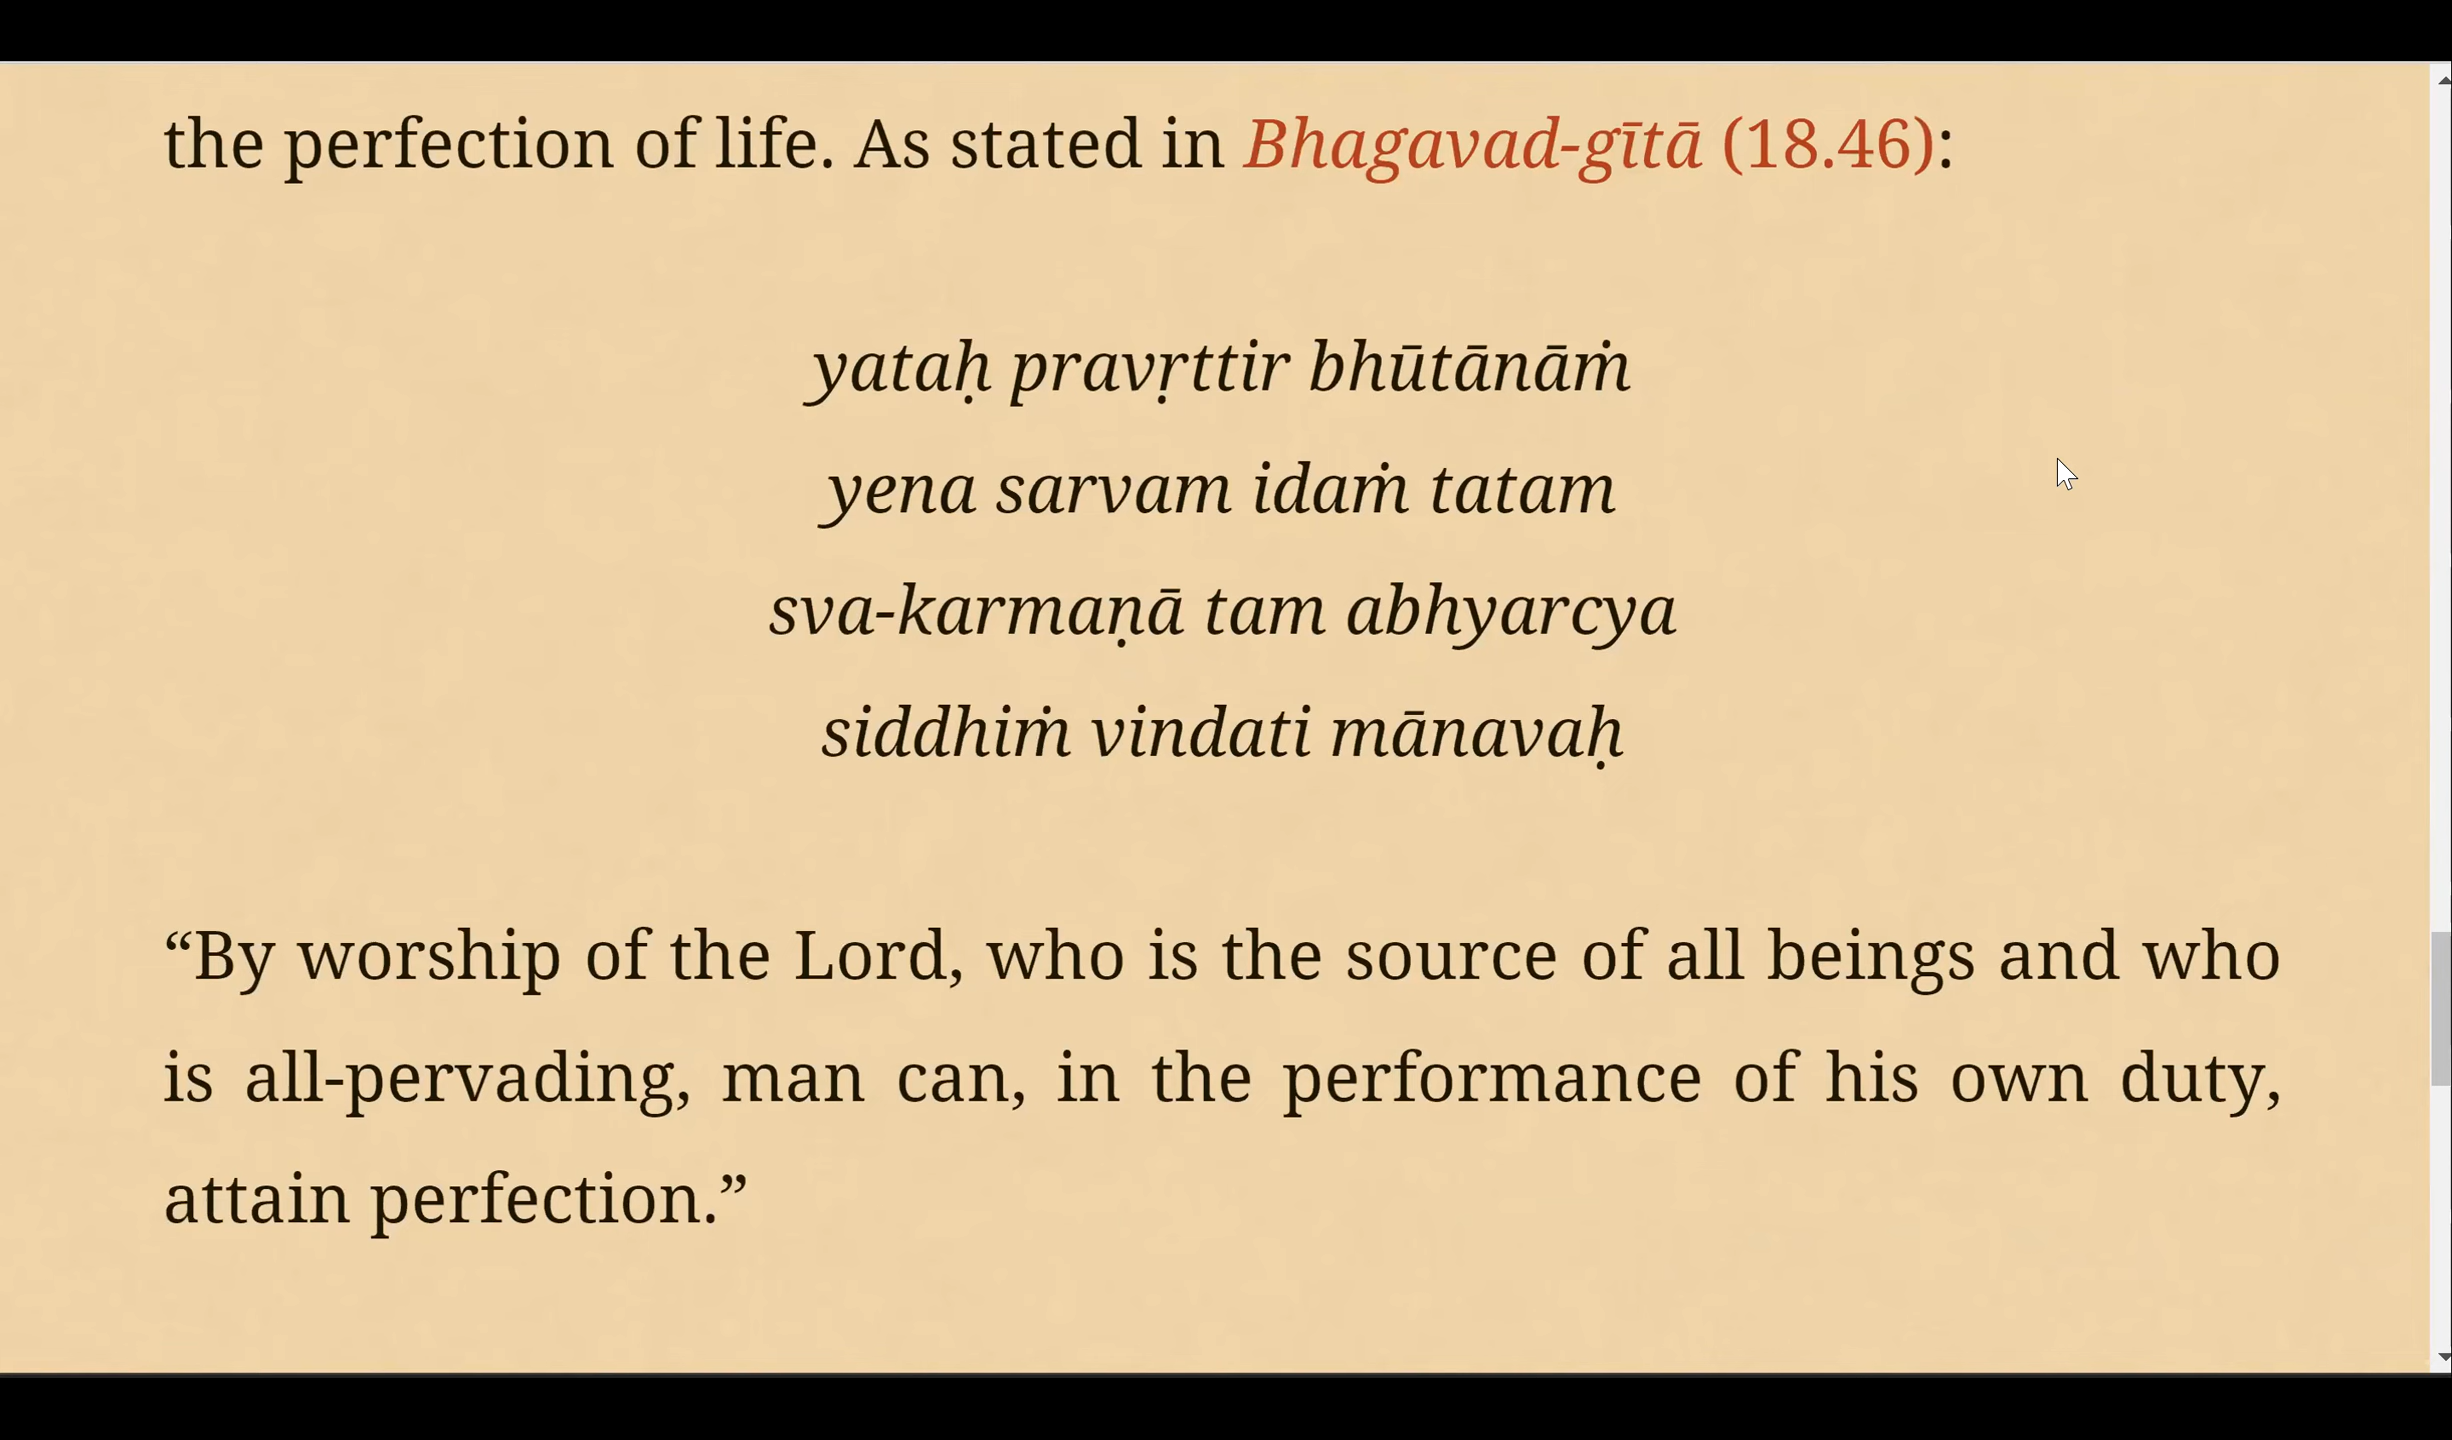 the perfection of life. As stated in Bhagavad-gītā (18.46):
yataḥ pravṛttir bhūtānāṁ
yena sarvam idaṁ tatam
sva-karmaṇā tam abhyarcya
siddhiṁ vindati mānavaḥ
“By worship of the Lord, who is the source of all beings and who
is all-pervading, man can, in the performance of his own duty,
attain perfection.”